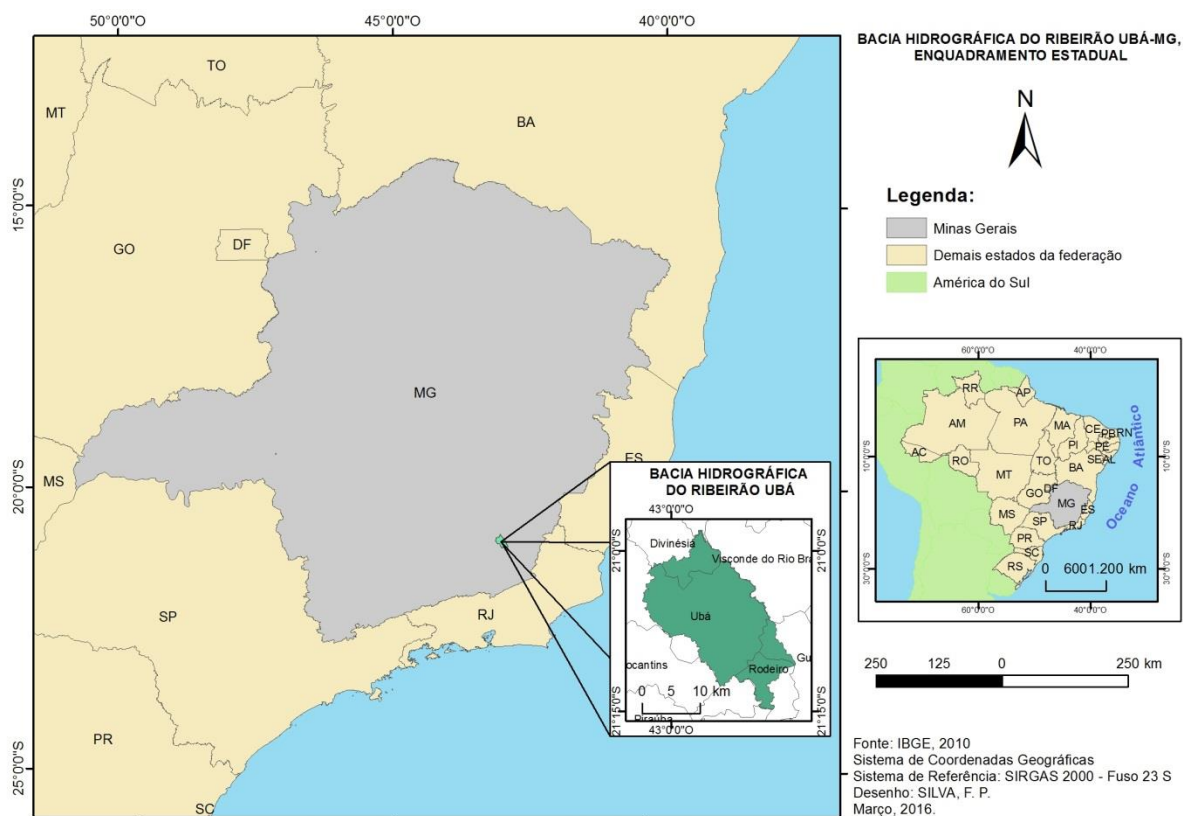 50°0'0"O
45°0'0"O
40°0'0"O
BACIA HIDROGRÁFICA DO RIBEIRÃO UBÁ-MG,
ENQUADRAMENTO ESTADUAL
N
TO
MT
BA
15°0'0"S
GO
DF
MG
MS
ES
20°0'0"S
SP
RJ
PR
25°0'0"S
SC
Legenda:
Minas Gerais
Demais estados da federação
América do Sul
BACIA HIDROGRÁFICA
DO RIBEIRÃO UBÁ
43°0'0"O
Divinésia
Visconde do Rio Bra
21°0'0"S
21°0'0"S
Ubá
ocantins
Rodeiro
Gu
0 5 10 km
Piraúba
21°15'0"S
21°15'0"S
43°0'0"O
60°0'0"O
40°0'0"O
RR
AP
AM
PA
MA
CE
RN
PB
PI
PE
AC
RO
TO
SE
AL
10°0'0"S
10°0'0"S
MT
BA
DF
GO
MG
MS
ES
SP
RJ
PR
SC
RS
Oceano Atlântico
0 6001.200 km
30°0'0"S
30°0'0"S
60°0'0"O
40°0'0"O
250 125 0 250 km
Fonte: IBGE, 2010
Sistema de Coordenadas Geográficas
Sistema de Referência: SIRGAS 2000 - Fuso 23 S
Desenho: SILVA, F. P.
Março, 2016.